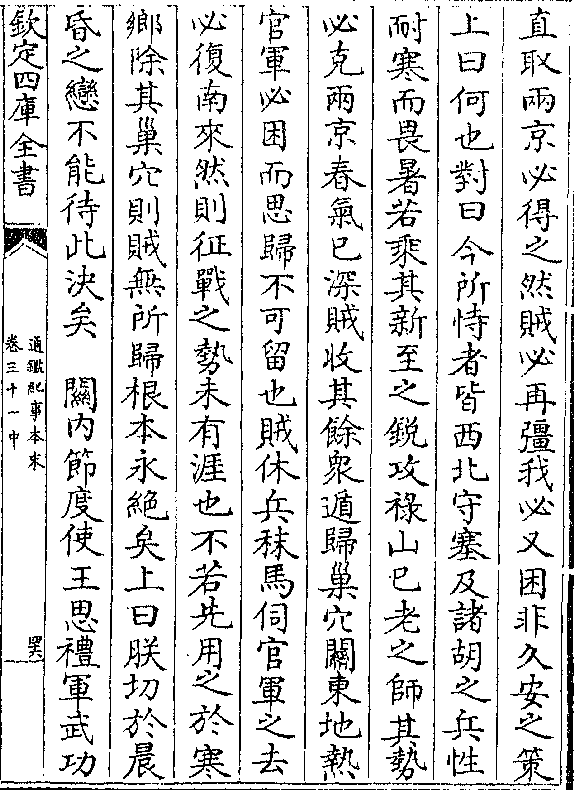 直取兩京必得之然賊必再彊我必又困非久安之策
上曰何也對曰今所恃者皆西北守塞及諸胡之兵性
耐寒而畏暑若乘其新至之鋭攻祿山已老之師其勢
必克兩京春氣已深賊收其餘衆遁歸巢穴關東地熱
官軍必困而思歸不可留也賊休兵秣馬伺官軍之去
必復南來然則征戰之勢未有涯也不若先用之於寒
鄉除其巢穴則賊無所歸根本永絶矣上曰朕切於晨
昏之戀不能待此決矣　關内節度使王思禮軍武功
欽定四庫全書
通鑑紀事本末
卷三十一中